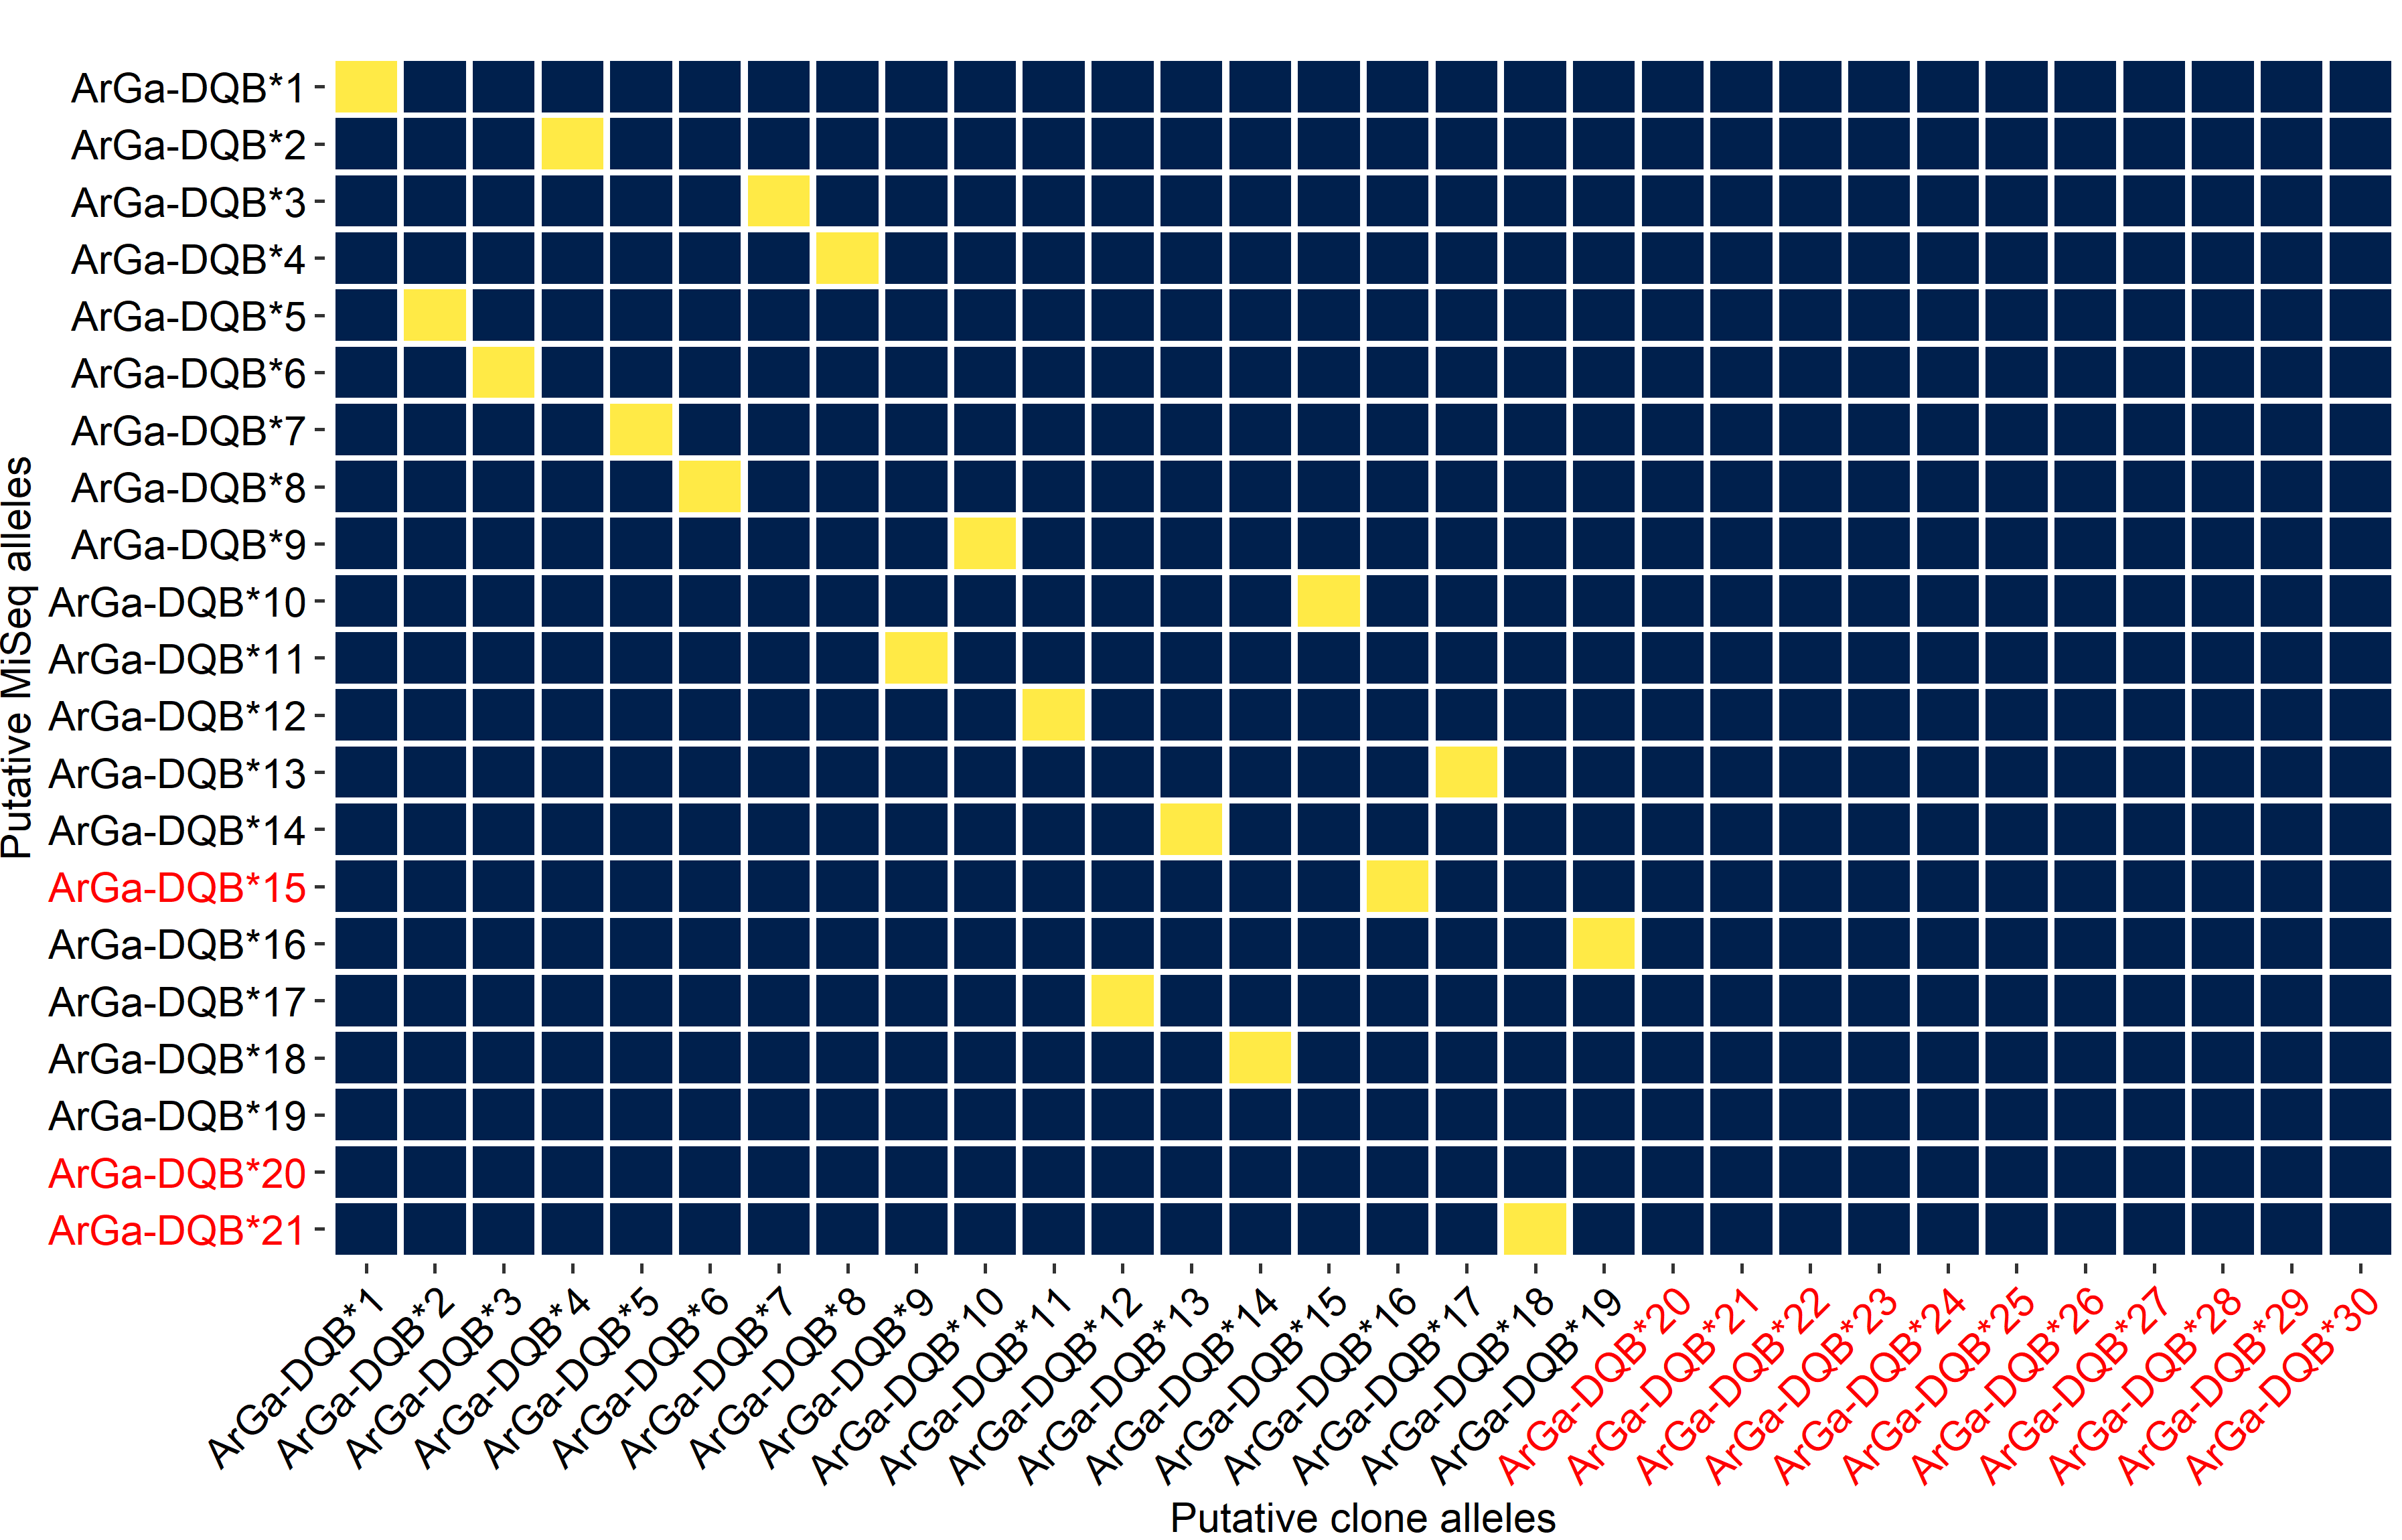 Putative MiSeq alleles
ArGa-DQB*1
ArGa-DQB*2
ArGa-DQB*3
ArGa-DQB*4
ArGa-DQB*5
ArGa-DQB*6
ArGa-DQB*7
ArGa-DQB*8
ArGa-DQB*9
ArGa-DQB*10
ArGa-DQB*11
ArGa-DQB*12
ArGa-DQB*13
ArGa-DQB*14
ArGa-DQB*15
ArGa-DQB*16
ArGa-DQB*17
ArGa-DQB*18
ArGa-DQB*19
ArGa-DQB*20
ArGa-DQB*21
ArGa-DQB*1
ArGa-DQB*2
ArGa-DQB*3
ArGa-DQB*4
ArGa-DQB*5
ArGa-DQB*6
ArGa-DQB*7
ArGa-DQB*8
ArGa-DQB*9
ArGa-DQB*10
ArGa-DQB*11
ArGa-DQB*12
ArGa-DQB*13
ArGa-DQB*14
ArGa-DQB*15
ArGa-DQB*16
ArGa-DQB*17
ArGa-DQB*18
ArGa-DQB*19
ArGa-DQB*20
ArGa-DQB*21
ArGa-DQB*22
ArGa-DQB*23
ArGa-DQB*24
ArGa-DQB*25
ArGa-DQB*26
ArGa-DQB*27
ArGa-DQB*28
ArGa-DQB*29
ArGa-DQB*30
Putative clone alleles